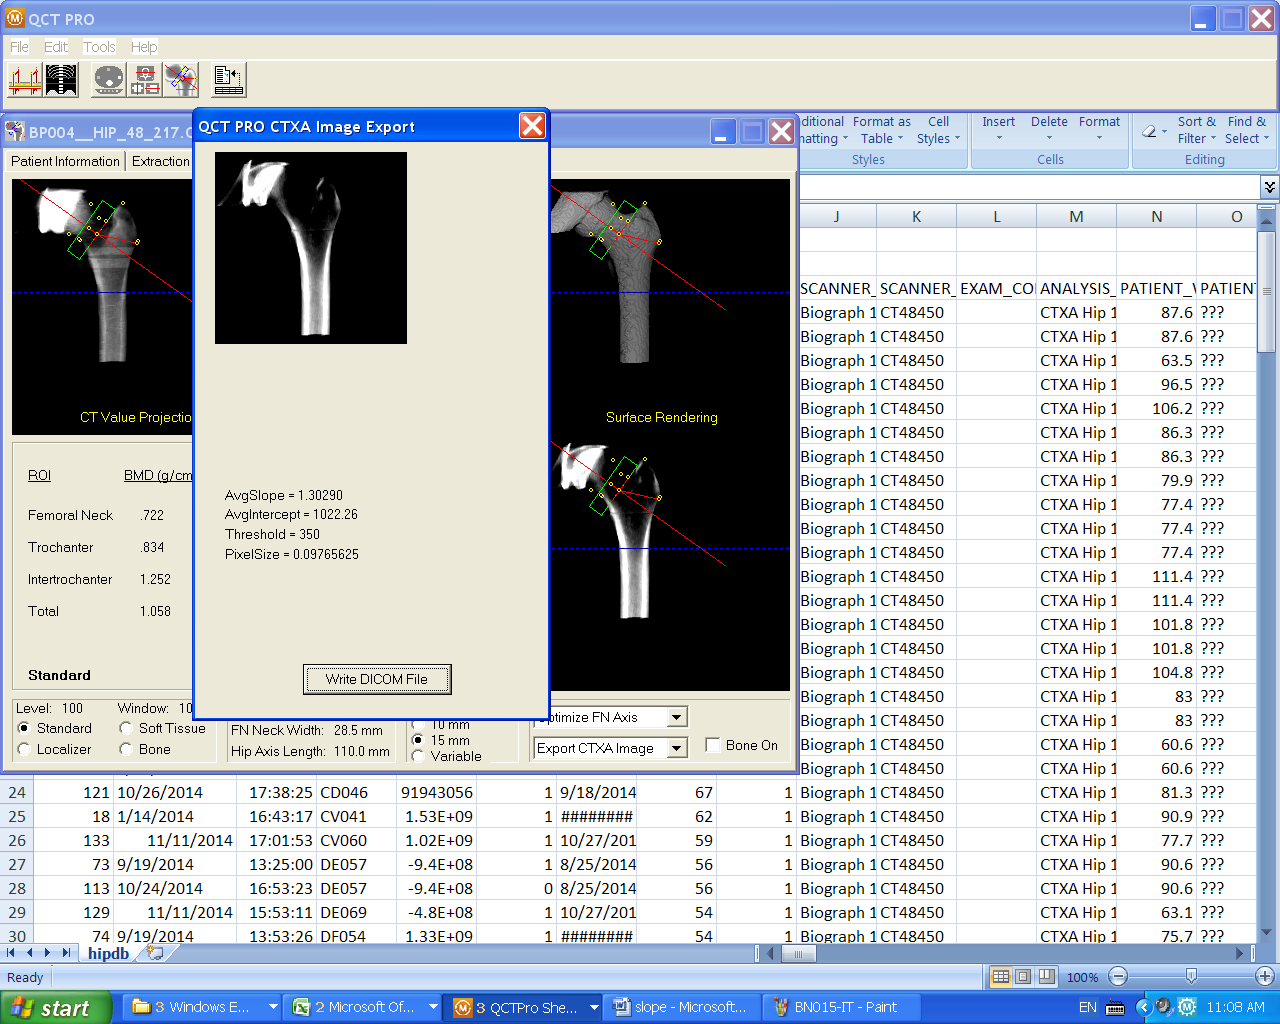 QCT PRO
File Edit Tools Help
BP004__HIP_48_217.
QCT PRO CTXA Image Export
Patient Information Extraction
CT Value Projectio
Surface Rendering
ROI BMD (g/cm
Femoral Neck .722
Trochanter .834
Intertrochanter 1.252
Total 1.058
Standard
AvgSlope = 1.30290
AvgIntercept = 1022.26
Threshold = 350
PixelSize = 0.09765625
Write DICOM File
Level: 100 Window: 10
Standard Soft Tissue
Localizer Bone
FN Neck Width: 28.5 mm
Hip Axis Length: 110.0 mm
10 mm
15 mm
Variable
Optimize FN Axis
Export CTXA Image
Bone On
ditional Format as Cell Insert Delete Format Sort & Find &
matting Table Styles Filter Select
Styles Cells Editing
J K L M N O
SCANNER_ SCANNER_ EXAM_CO ANALYSIS_ PATIENT_ PATIENT
Biograph 1 CT48450 CTXA Hip 1 87.6 ???
Biograph 1 CT48450 CTXA Hip 1 87.6 ???
Biograph 1 CT48450 CTXA Hip 1 63.5 ???
Biograph 1 CT48450 CTXA Hip 1 96.5 ???
Biograph 1 CT48450 CTXA Hip 1 106.2 ???
Biograph 1 CT48450 CTXA Hip 1 86.3 ???
Biograph 1 CT48450 CTXA Hip 1 86.3 ???
Biograph 1 CT48450 CTXA Hip 1 79.9 ???
Biograph 1 CT48450 CTXA Hip 1 77.4 ???
Biograph 1 CT48450 CTXA Hip 1 77.4 ???
Biograph 1 CT48450 CTXA Hip 1 77.4 ???
Biograph 1 CT48450 CTXA Hip 1 111.4 ???
Biograph 1 CT48450 CTXA Hip 1 111.4 ???
Biograph 1 CT48450 CTXA Hip 1 101.8 ???
Biograph 1 CT48450 CTXA Hip 1 101.8 ???
Biograph 1 CT48450 CTXA Hip 1 104.8 ???
Biograph 1 CT48450 CTXA Hip 1 83 ???
Biograph 1 CT48450 CTXA Hip 1 83 ???
Biograph 1 CT48450 CTXA Hip 1 60.6 ???
Biograph 1 CT48450 CTXA Hip 1 60.6 ???
24 121 10/26/2014 17:38:25 CD046 91943056 1 9/18/2014 67 1 Biograph 1 CT48450 CTXA Hip 1 81.3 ???
25 18 1/14/2014 16:43:17 CV041 1.53E+09 1 ######## 62 1 Biograph 1 CT48450 CTXA Hip 1 90.9 ???
26 133 11/11/2014 17:01:53 CV060 1.02E+09 1 10/27/201 59 1 Biograph 1 CT48450 CTXA Hip 1 77.7 ???
27 73 9/19/2014 13:25:00 DE057 -9.4E+08 1 8/25/2014 56 1 Biograph 1 CT48450 CTXA Hip 1 90.6 ???
28 113 10/24/2014 16:53:23 DE057 -9.4E+08 0 8/25/2014 56 1 Biograph 1 CT48450 CTXA Hip 1 90.6 ???
29 129 11/11/2014 15:53:11 DE069 -4.8E+08 1 10/27/201 54 1 Biograph 1 CT48450 CTXA Hip 1 63.1 ???
30 74 9/19/2014 13:53:26 DF054 1.33E+09 1 ######## 54 1 Biograph 1 CT48450 CTXA Hip 1 75.7 ???
hipdb
Ready 100%
start 3 Windows E... 2 Microsoft Of... 3 QCTPro She... slope - Microsoft... BN015-IT - Paint EN 11:08 AM